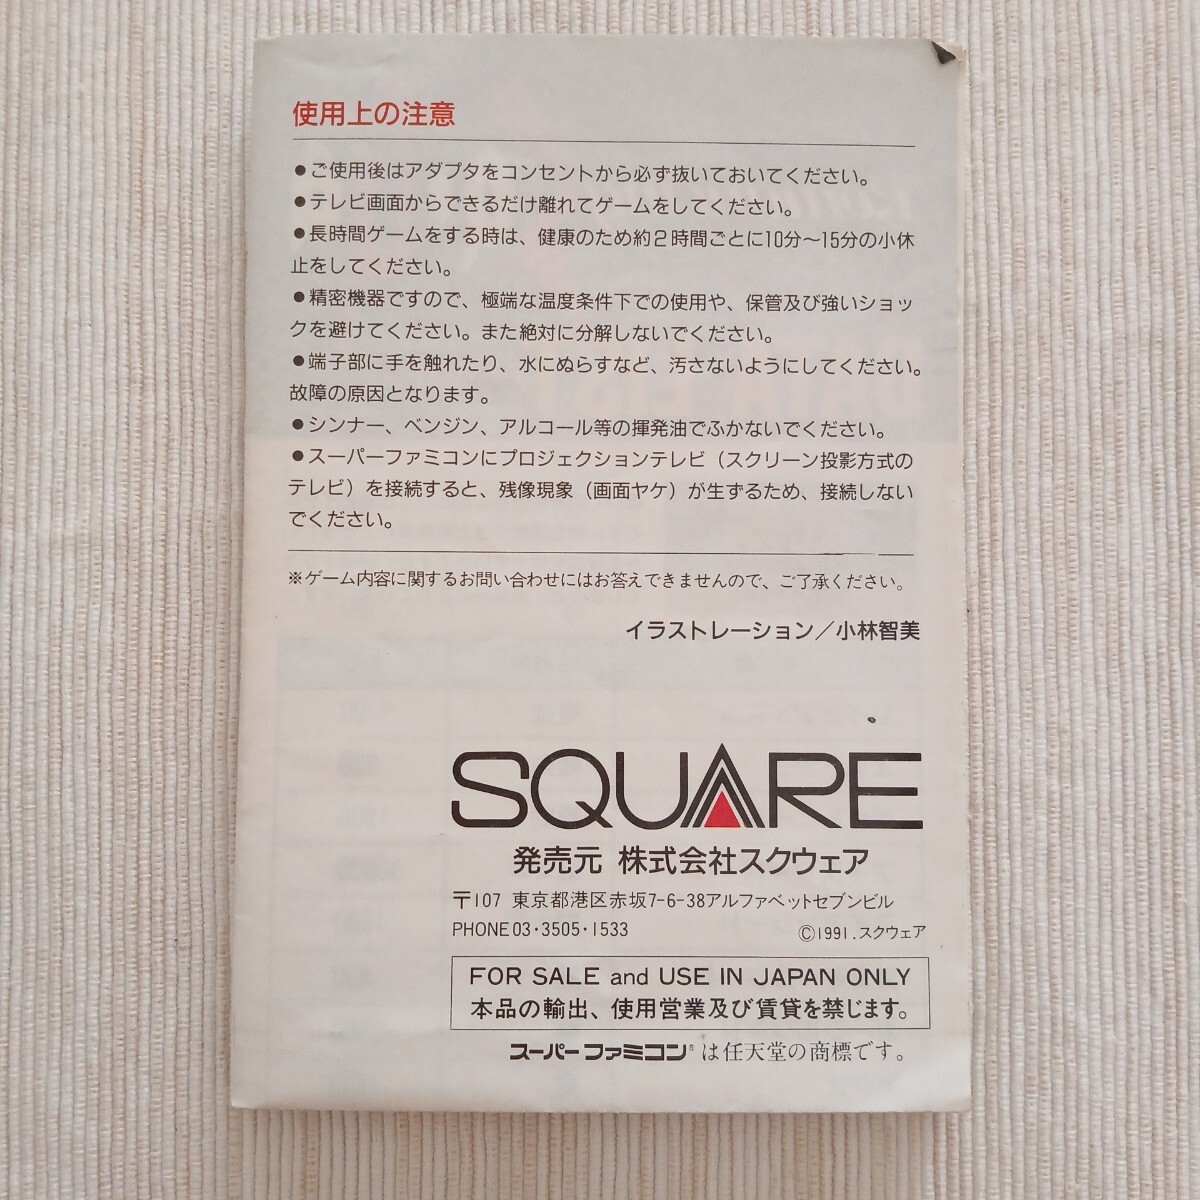 使用上の注意
●ご使用後はアダプタをコンセントから必ず抜いておいてください。
●テレビ画面からできるだけ離れてゲームをしてください。
●長時間ゲームをする時は、健康のため約2時間ごとに10分〜15分の小休
止をしてください。
●精密機器ですので、極端な温度条件下での使用や、保管及び強いショッ
クを避けてください。また絶対に分解しないでください。
●端子部に手を触れたり、水にぬらすなど、汚さないようにしてください。
故障の原因となります。
●シンナー、ベンジン、アルコール等の揮発油でふかないでください。
●スーパーファミコンにプロジェクションテレビ（スクリーン投影方式の
テレビ）を接続すると、残像現象（画面ヤケ）が生ずるため、接続しない
でください。
※ゲーム内容に関するお問い合わせにはお答えできませんので、ご了承ください。
イラストレーション／小林智美
SQUARE
発売元 株式会社スクウェア
〒107 東京都港区赤坂7-6-38アルファベットセブンビル
PHONE 03・3505・1533
©1991.スクウェア
FOR SALE and USE IN JAPAN ONLY
本品の輸出、使用営業及び賃貸を禁じます。
スーパーファミコン®は任天堂の商標です。